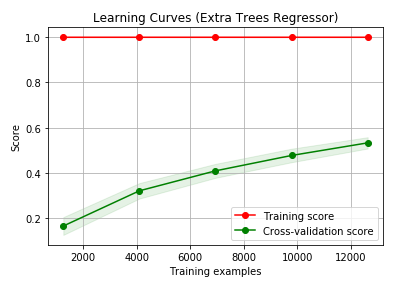 Learning Curves (Extra Trees Regressor)
1.0
0.8
0.6
0.4
0.2
Score
2000 4000 6000 8000 10000 12000
Training examples
Training score
Cross-validation score